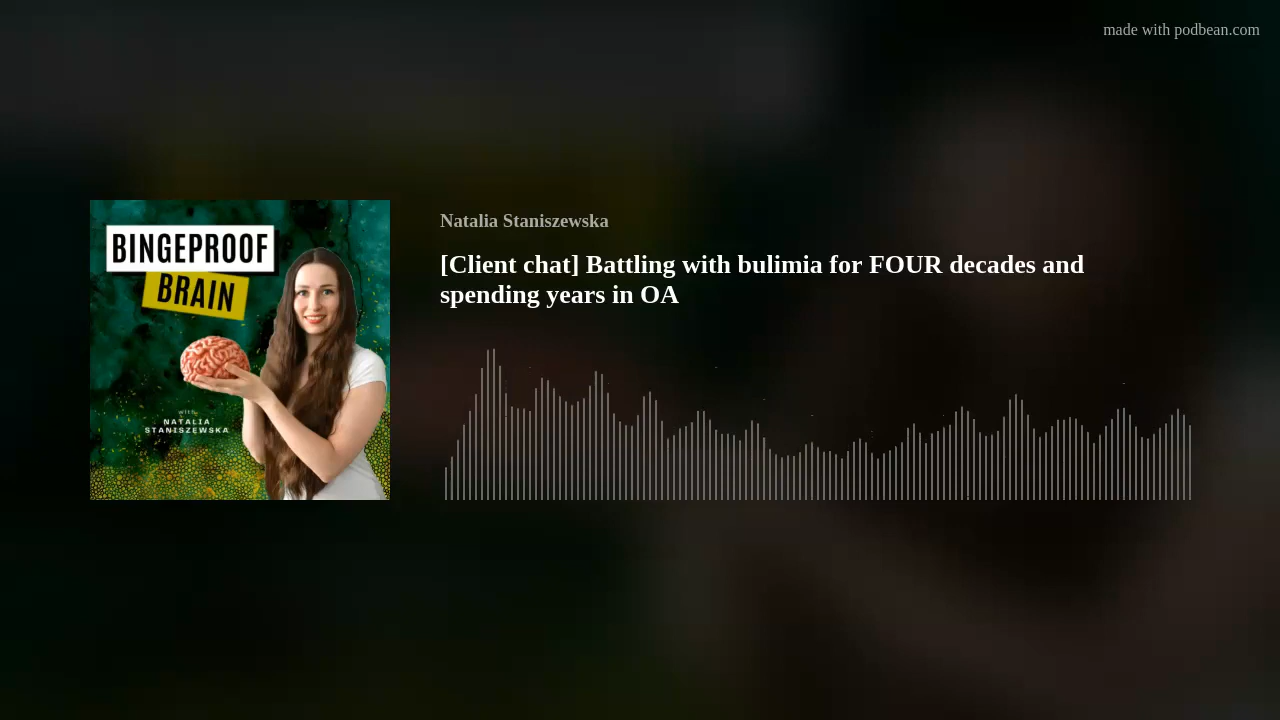 made with podbean.com
BINGEPROOF
BRAIN
with
NATALIA
STANISZEWSKA
Natalia Staniszewska
[Client chat] Battling with bulimia for FOUR decades and
spending years in OA